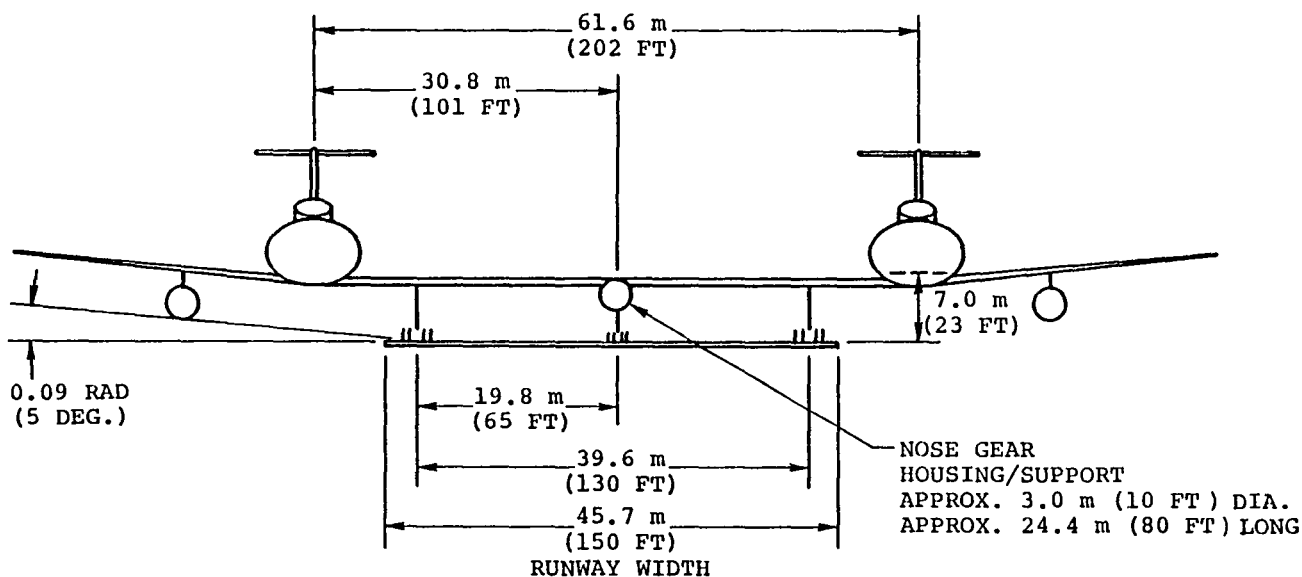 61.6 m
(202 FT)
30.8 m
(101 FT)
7.0 m
(23 FT)
0.09 RAD
(5 DEG.)
19.8 m
(65 FT)
39.6 m
(130 FT)
45.7 m
(150 FT)
RUNWAY WIDTH
NOSE GEAR
HOUSING/SUPPORT
APPROX. 3.0 m (10 FT) DIA.
APPROX. 24.4 m (80 FT) LONG